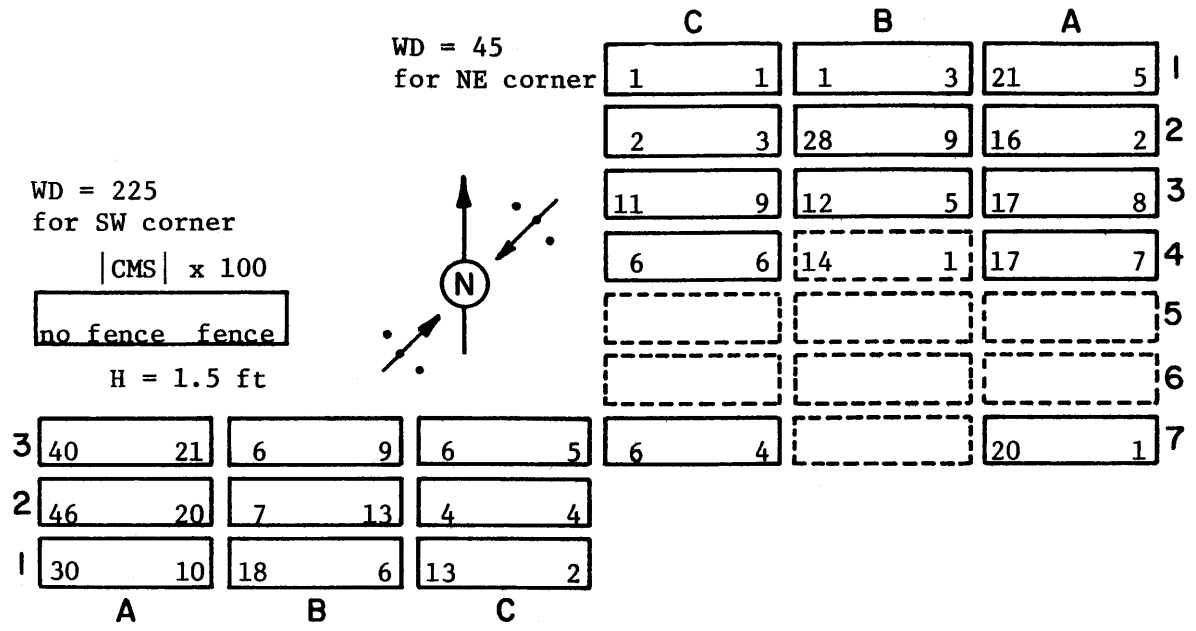 C B A
WD = 45
for NE corner
1 1 1 3 21 5 1
2 3 28 9 16 2 2
11 9 12 5 17 8 3
6 6 14 1 17 7 4
5
6
6 4 20 1 7
WD = 225
for SW corner
|CMS| x 100
no fence fence
H = 1.5 ft
N
3 40 21 6 9 6 5
2 46 20 7 13 4 4
1 30 10 18 6 13 2
A B C